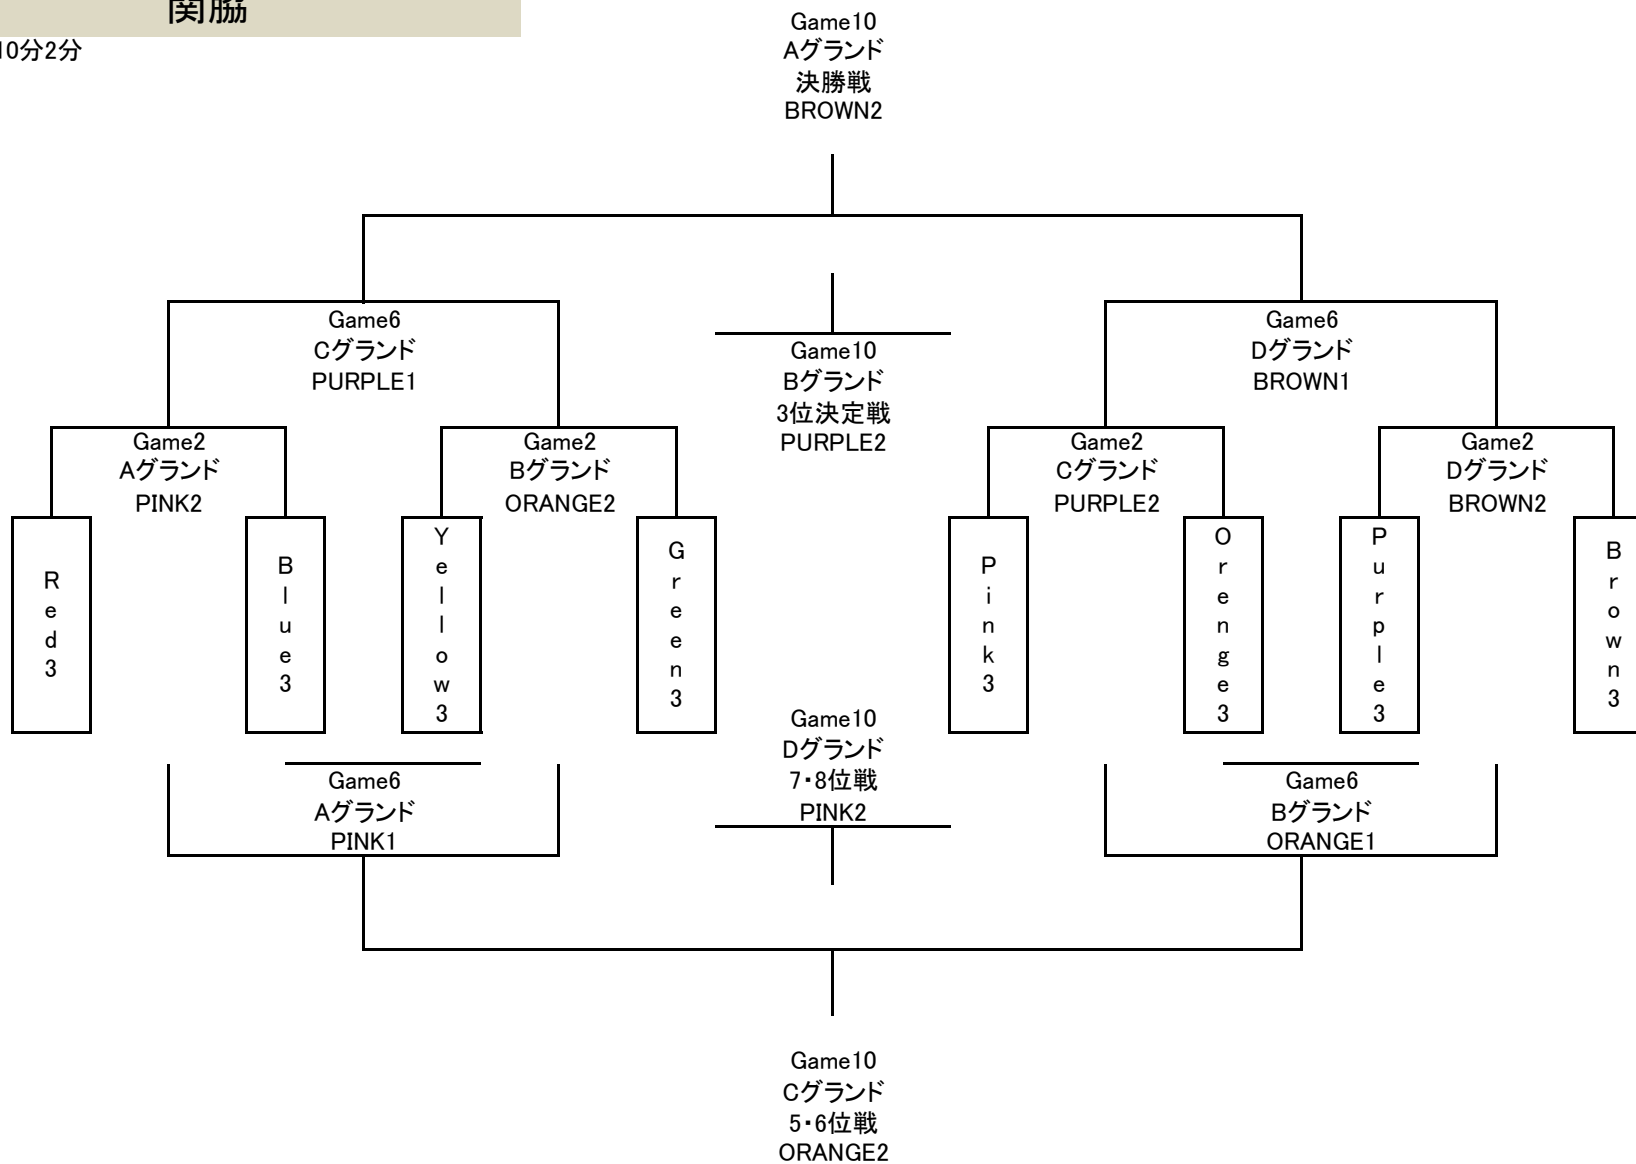 関脇
10分2分
Game10
Aグランド
決勝戦
BROWN2
Game6
Cグランド
PURPLE1
Game10
Bグランド
3位決定戦
PURPLE2
Game6
Dグランド
BROWN1
Game2
Aグランド
PINK2
Game2
Bグランド
ORANGE2
Game2
Cグランド
PURPLE2
Game2
Dグランド
BROWN2
Red3
Blue3
Yellow3
Green3
Pink3
Orenge3
Purple3
Brown3
Game6
Aグランド
PINK1
Game10
Dグランド
7・8位戦
PINK2
Game6
Bグランド
ORANGE1
Game10
Cグランド
5・6位戦
ORANGE2